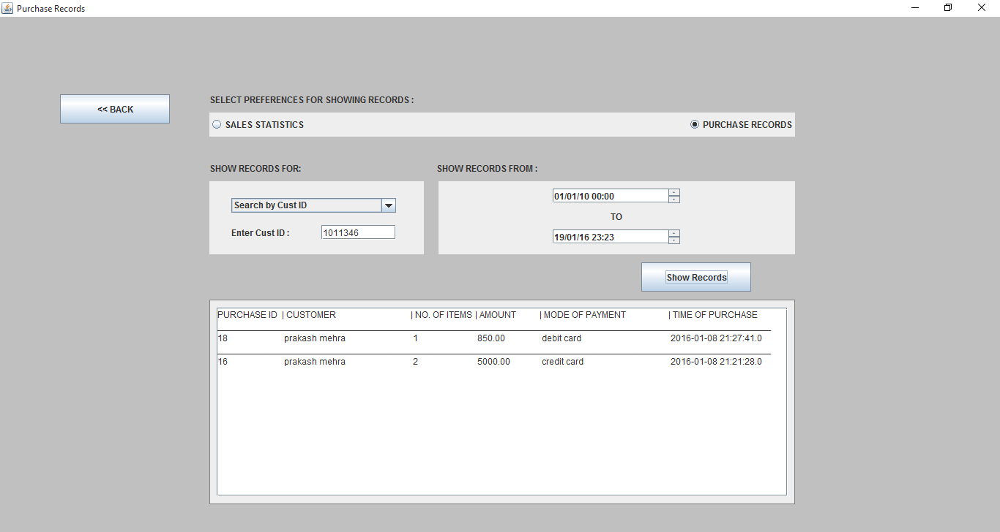 Purchase Records
<< BACK
SELECT PREFERENCES FOR SHOWING RECORDS :
SALES STATISTICS
PURCHASE RECORDS
SHOW RECORDS FOR:
SHOW RECORDS FROM :
Search by Cust ID
Enter Cust ID :
1011346
01/01/10 00:00
TO
19/01/16 23:23
Show Records
PURCHASE ID | CUSTOMER | NO. OF ITEMS | AMOUNT | MODE OF PAYMENT | TIME OF PURCHASE
18 prakash mehra 1 850.00 debit card 2016-01-08 21:27:41.0
16 prakash mehra 2 5000.00 credit card 2016-01-08 21:21:28.0